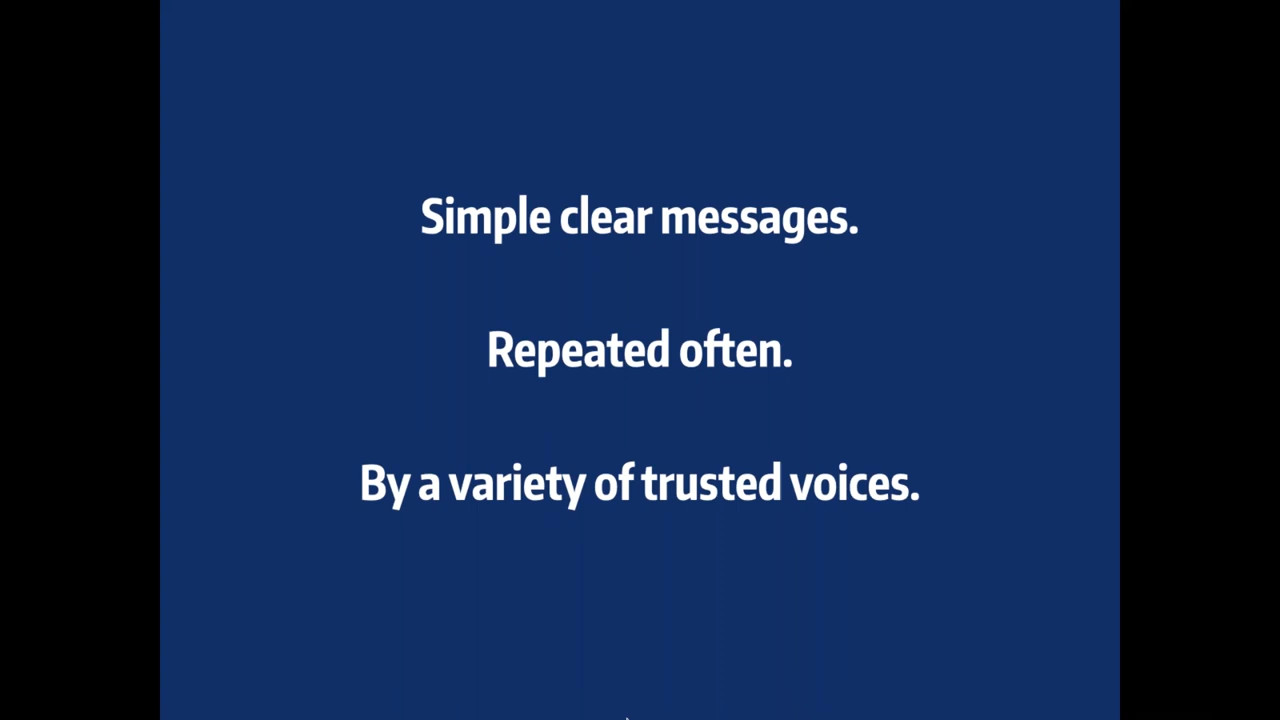 Simple clear messages.
Repeated often.
By a variety of trusted voices.